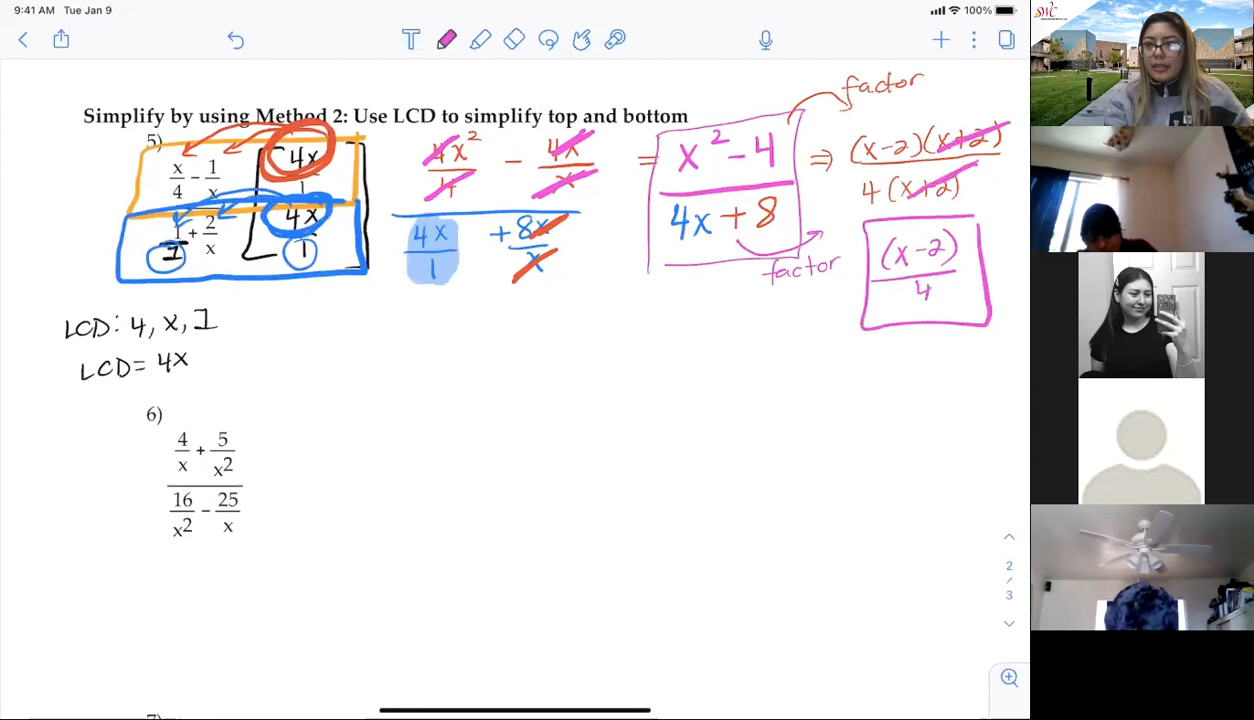 9:41 AM Tue Jan 9
100%
SWC
Simplify by using Method 2: Use LCD to simplify top and bottom
5)
x/4 - 1/x [4x/1
1/1 + 2/x 4x/1]
4x²/4 - 4x/x
4x/1 + 8x/x
= x² - 4
4x + 8
factor
factor
⇒ (x-2)(x+2)
4(x+2)
(x-2)
4
LCD: 4, x, 1
LCD = 4x
6)
4/x + 5/x²
16/x² - 25/x
2
/
3